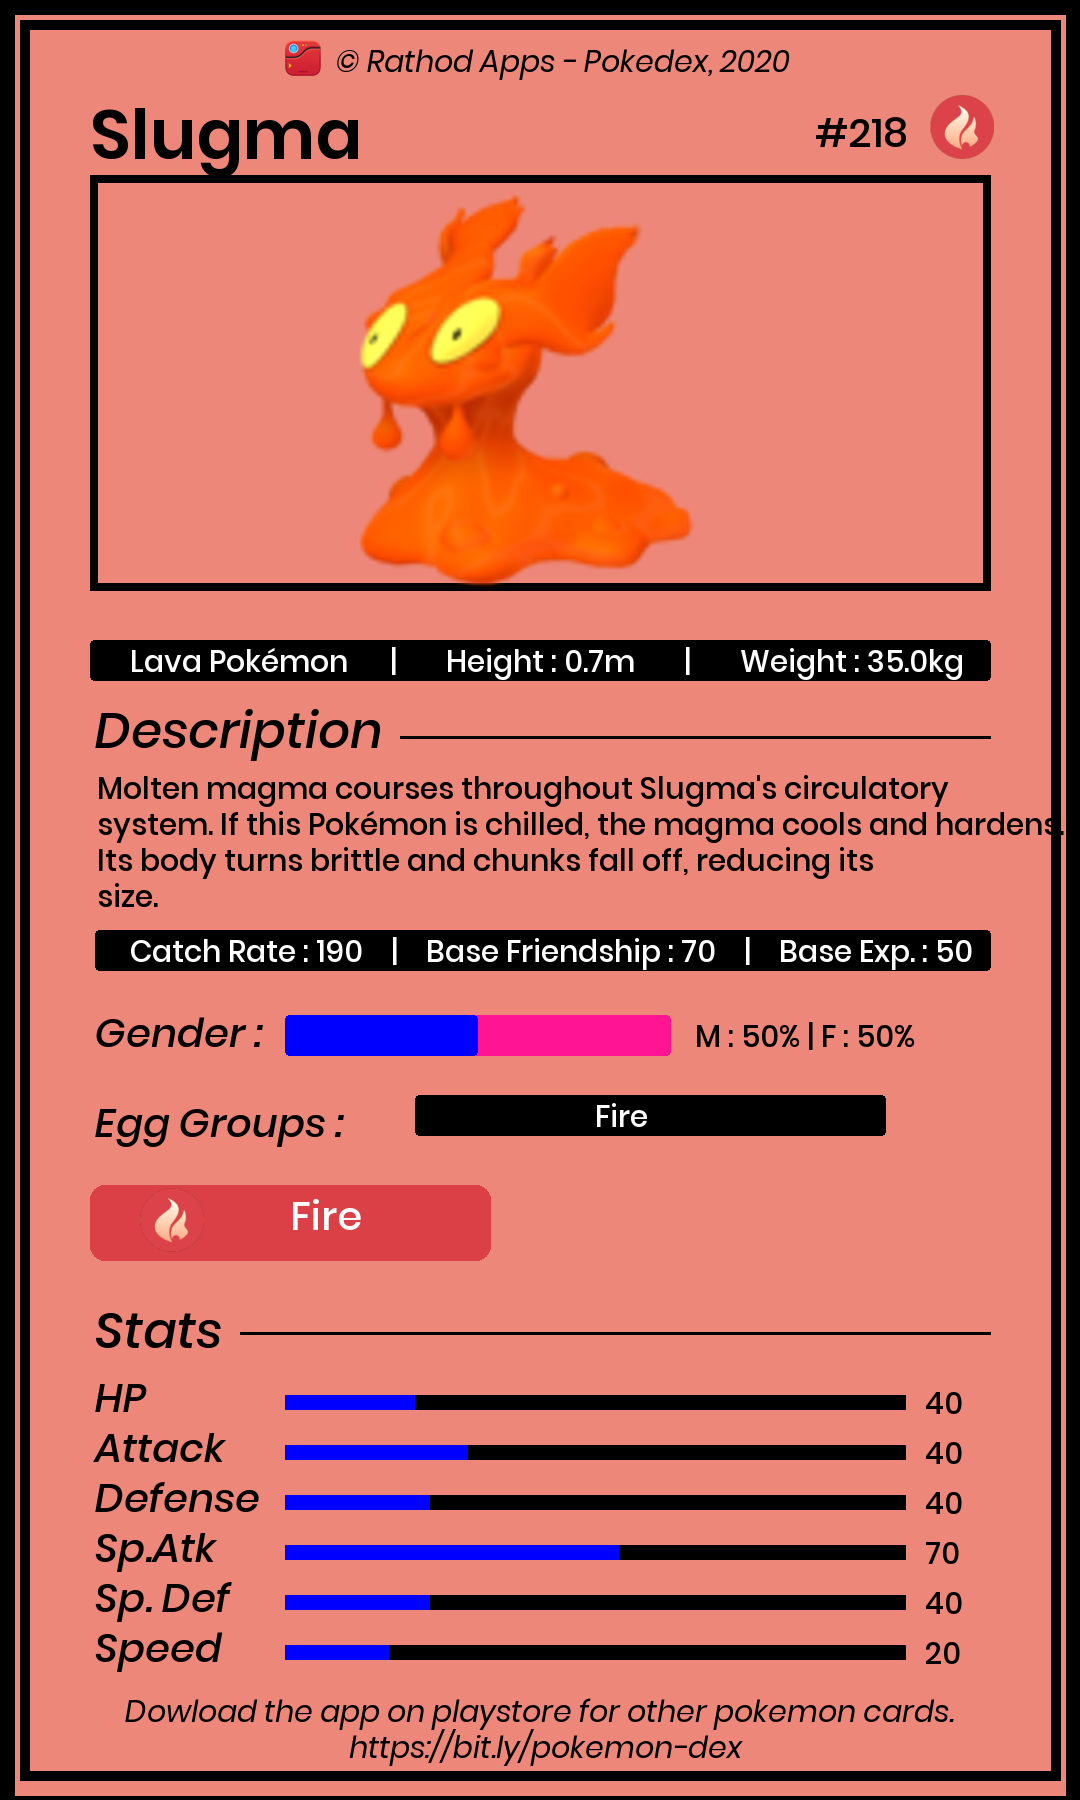 © Rathod Apps - Pokedex, 2020
Slugma #218
Lava Pokémon | Height : 0.7m | Weight : 35.0kg
Description
Molten magma courses throughout Slugma's circulatory
system. If this Pokémon is chilled, the magma cools and hardens.
Its body turns brittle and chunks fall off, reducing its
size.
Catch Rate : 190 | Base Friendship : 70 | Base Exp. : 50
Gender : M : 50% | F : 50%
Egg Groups : Fire
Fire
Stats
HP 40
Attack 40
Defense 40
Sp.Atk 70
Sp. Def 40
Speed 20
Dowload the app on playstore for other pokemon cards.
https://bit.ly/pokemon-dex